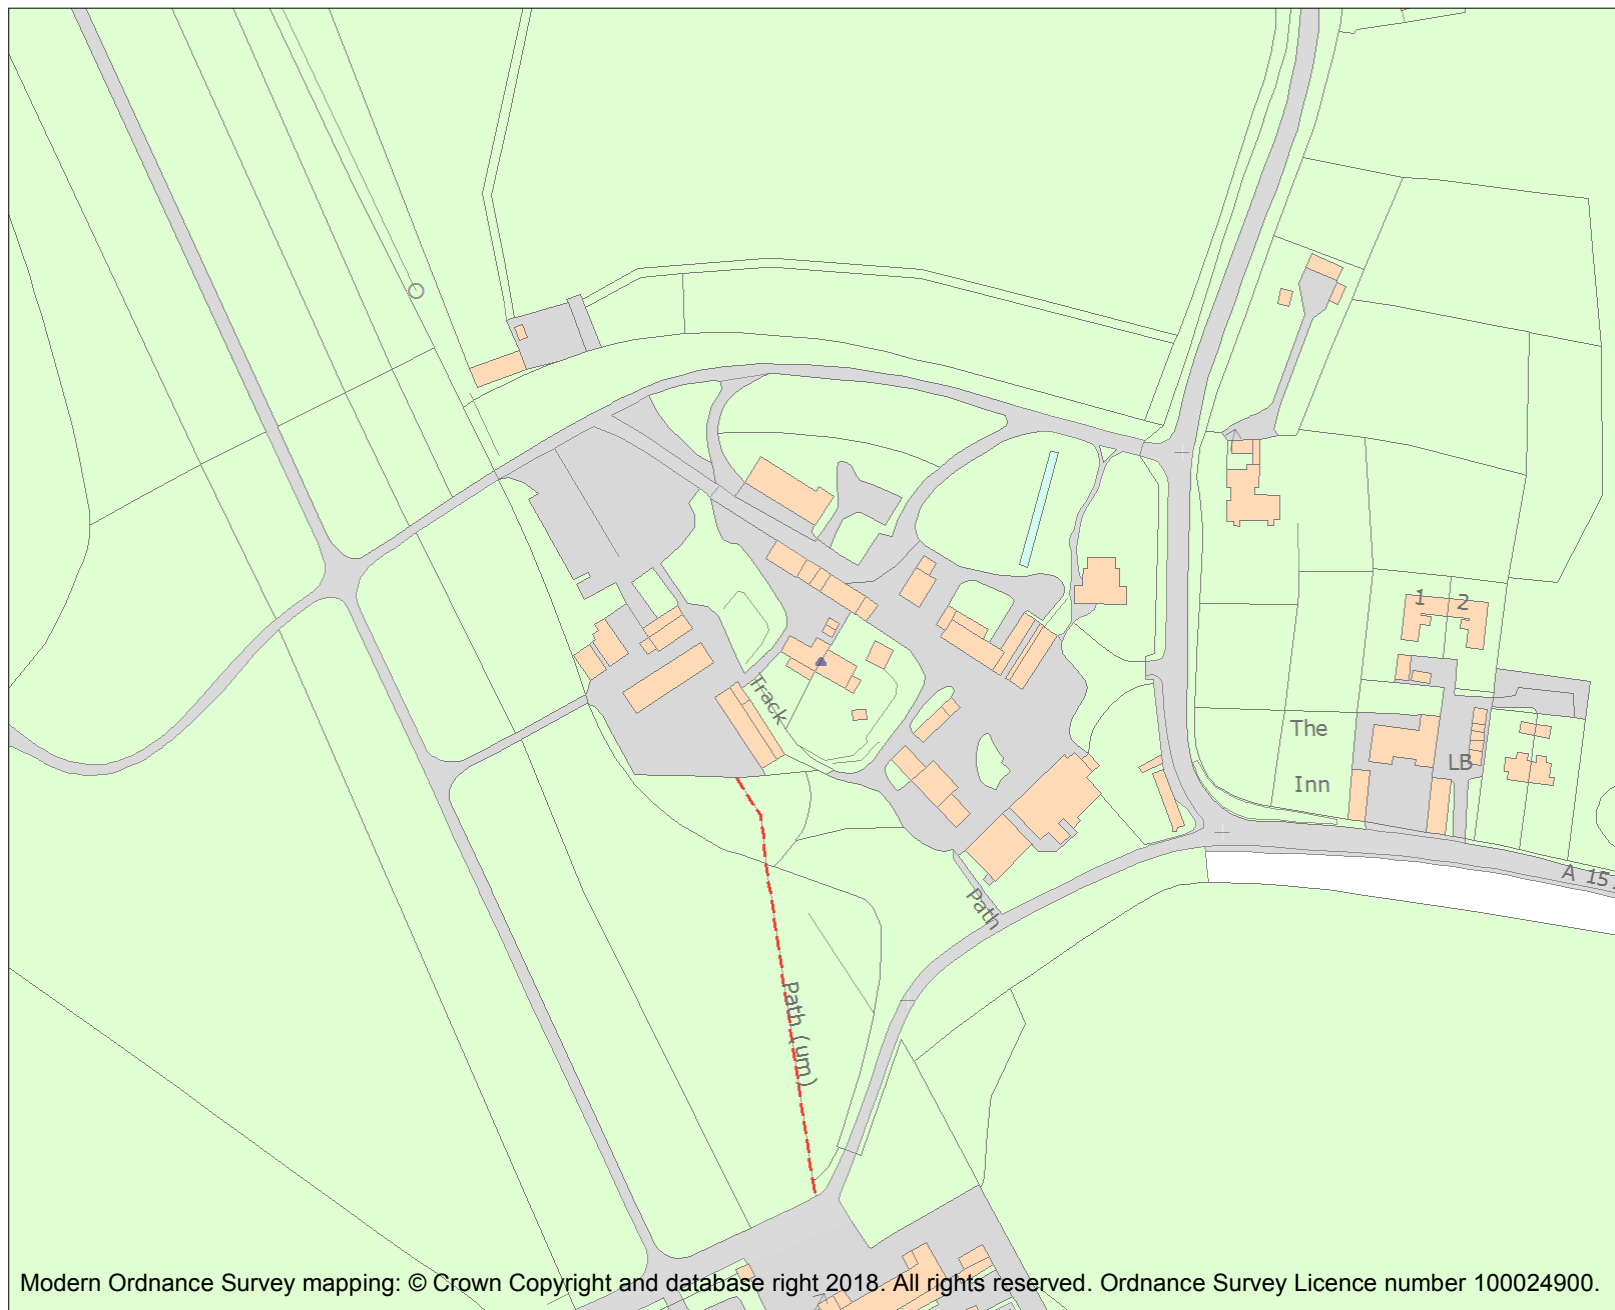 1
2
Track
The
Inn
LB
A 15
Path
Path (um)
Modern Ordnance Survey mapping: © Crown Copyright and database right 2018. All rights reserved. Ordnance Survey Licence number 100024900.